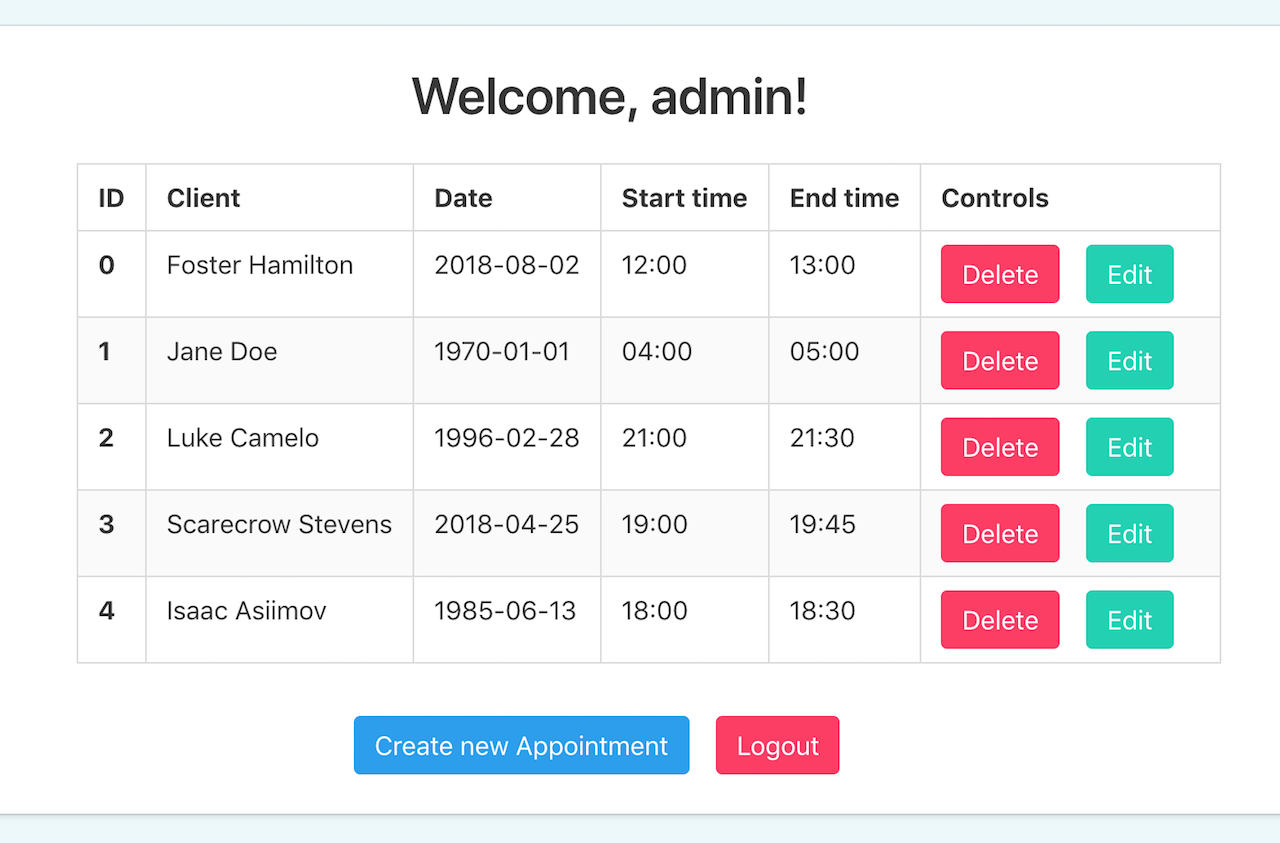 Welcome, admin!
ID Client Date Start time End time Controls
0 Foster Hamilton 2018-08-02 12:00 13:00 Delete Edit
1 Jane Doe 1970-01-01 04:00 05:00 Delete Edit
2 Luke Camelo 1996-02-28 21:00 21:30 Delete Edit
3 Scarecrow Stevens 2018-04-25 19:00 19:45 Delete Edit
4 Isaac Asiimov 1985-06-13 18:00 18:30 Delete Edit
Create new Appointment Logout